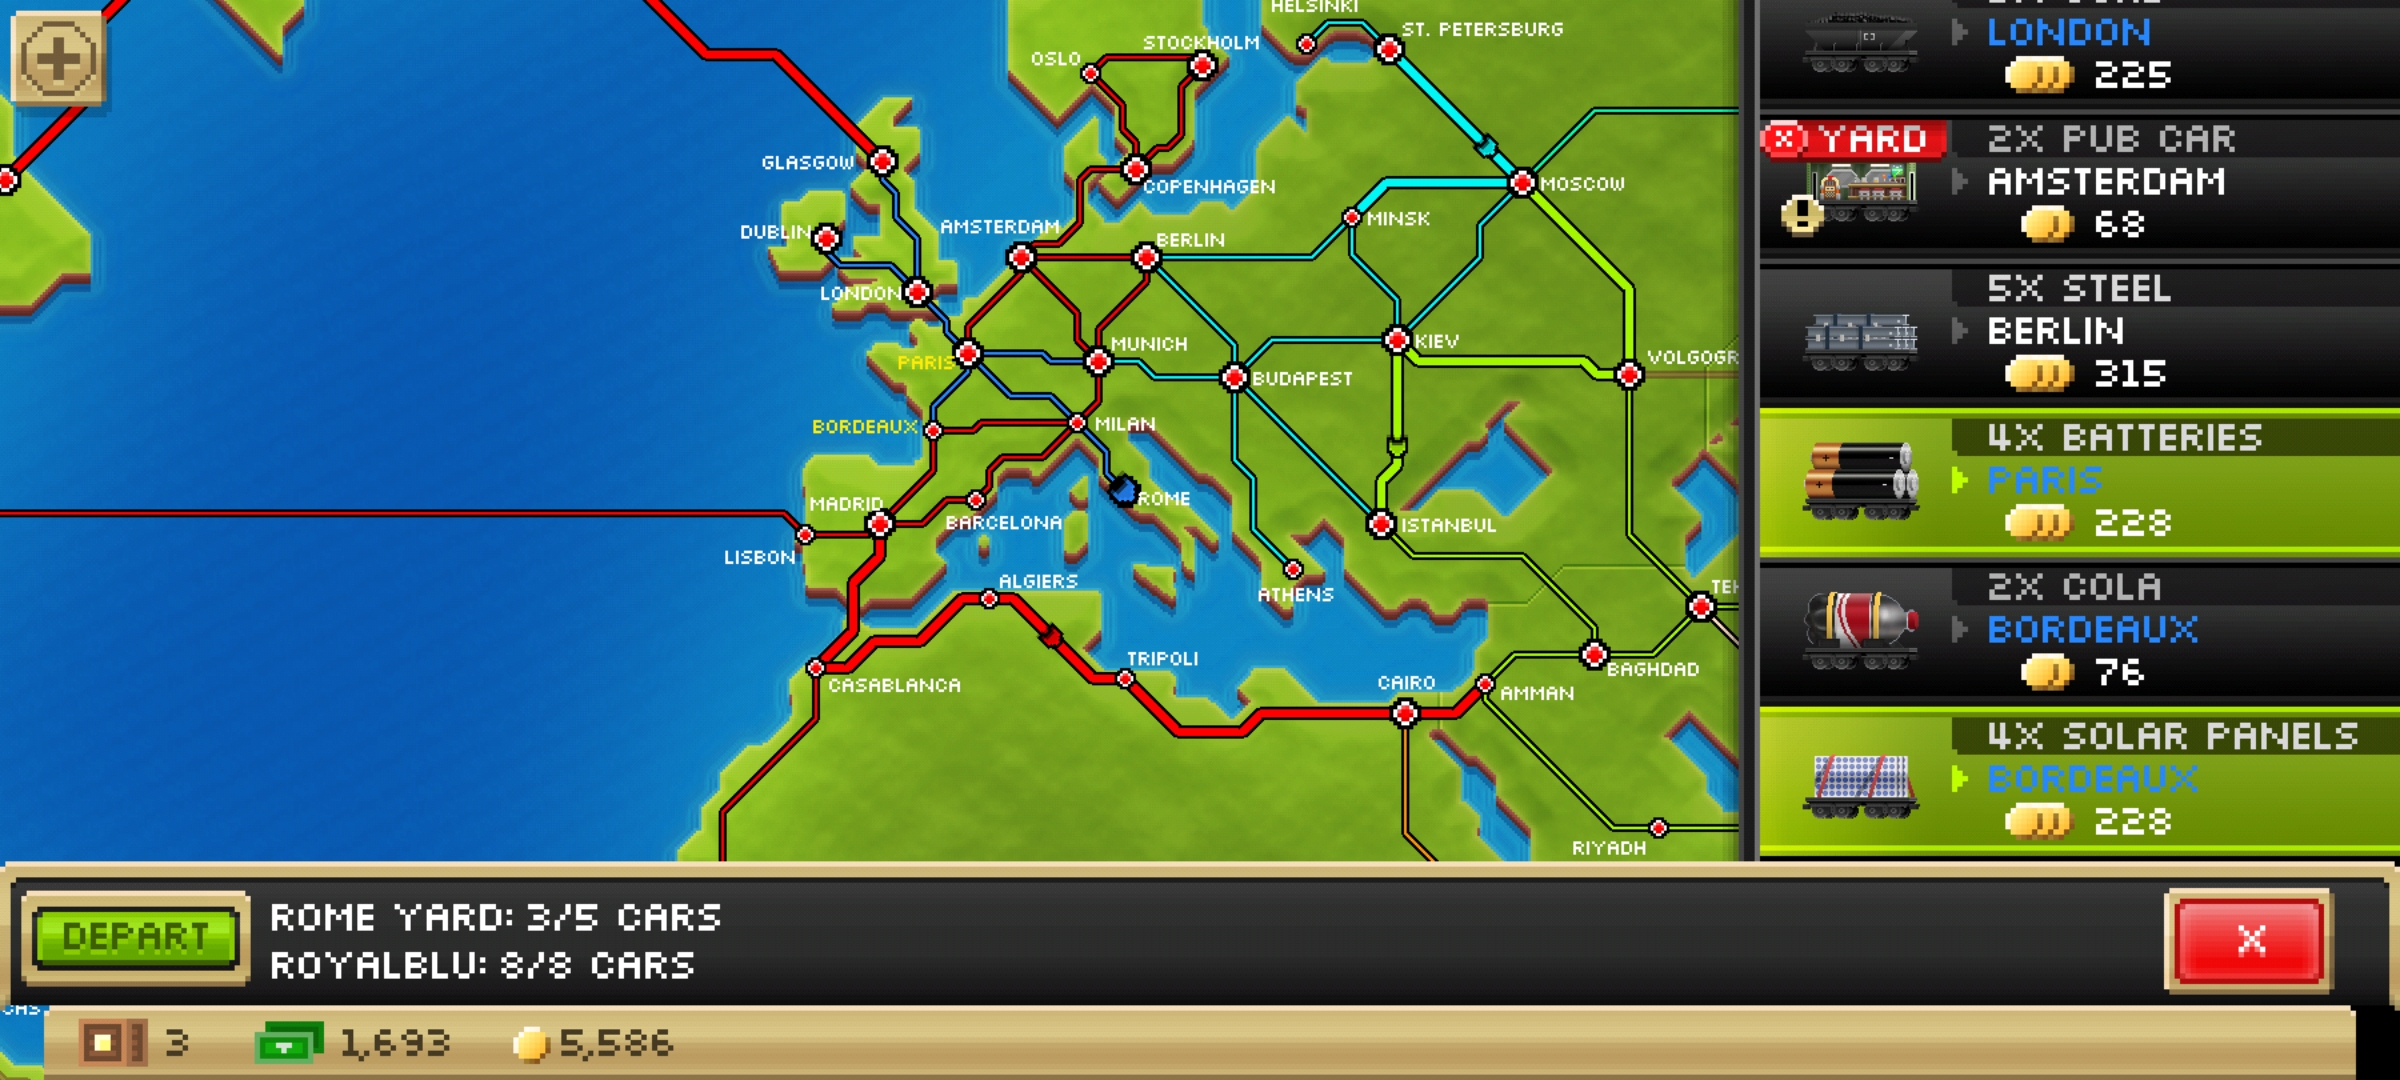 HELSINKI
ST. PETERSBURG
STOCKHOLM
OSLO
GLASGOW
COPENHAGEN
MOSCOW
MINSK
DUBLIN
AMSTERDAM
BERLIN
LONDON
PARIS
MUNICH
KIEV
VOLGOGR
BUDAPEST
BORDEAUX
MILAN
MADRID
ROME
BARCELONA
ISTANBUL
LISBON
ALGIERS
ATHENS
TEH
TRIPOLI
BAGHDAD
CASABLANCA
CAIRO
AMMAN
RIYADH
LONDON
225
YARD
2X PUB CAR
AMSTERDAM
68
5X STEEL
BERLIN
315
4X BATTERIES
PARIS
228
2X COLA
BORDEAUX
76
4X SOLAR PANELS
BORDEAUX
228
DEPART
ROME YARD: 3/5 CARS
ROYALBLU: 8/8 CARS
X
3
1,693
5,586